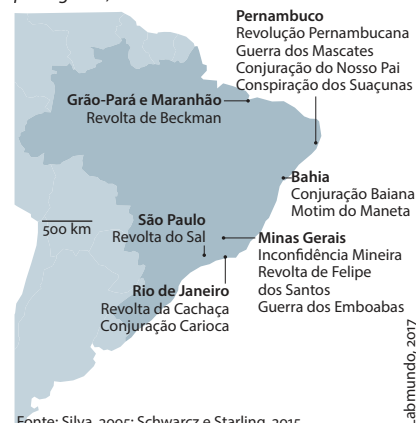 Pernambuco
Revolução Pernambucana
Guerra dos Mascates
Conjuração do Nosso Pai
Conspiração dos Suaçunas
Grão-Pará e Maranhão
Revolta de Beckman
Bahia
Conjuração Baiana
Motim do Maneta
São Paulo
Revolta do Sal
500 km
Minas Gerais
Inconfidência Mineira
Revolta de Felipe
dos Santos
Guerra dos Emboabas
Rio de Janeiro
Revolta da Cachaça
Conjuração Carioca
Labmundo, 2017
Fonte: Silva, 2005; Schwarcz e Starling, 2015